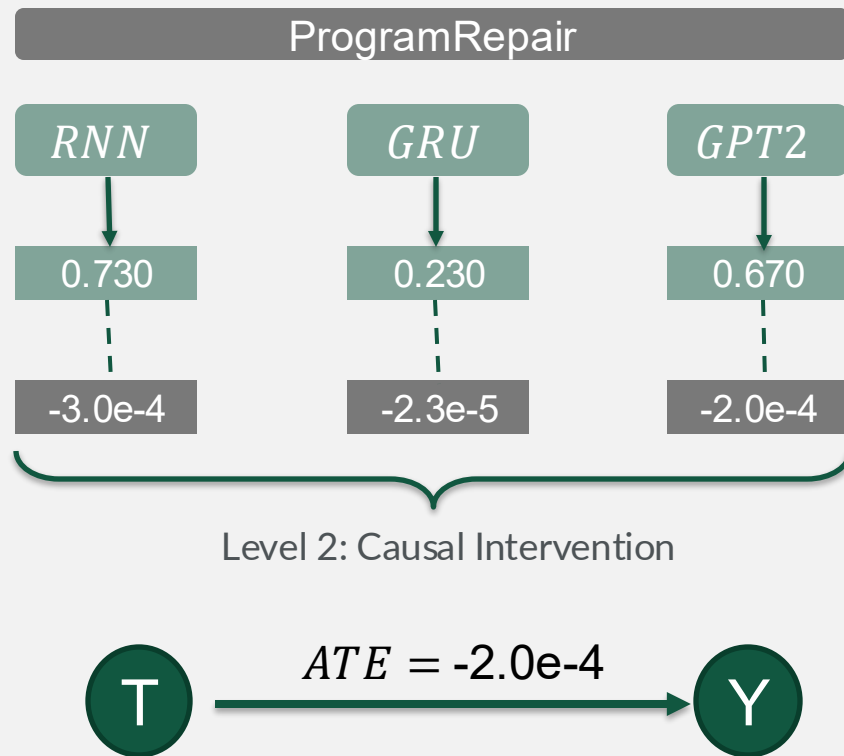 ProgramRepair
RNN GRU GPT2
0.730 0.230 0.670
-3.0e-4 -2.3e-5 -2.0e-4
Level 2: Causal Intervention
ATE = -2.0e-4
T Y